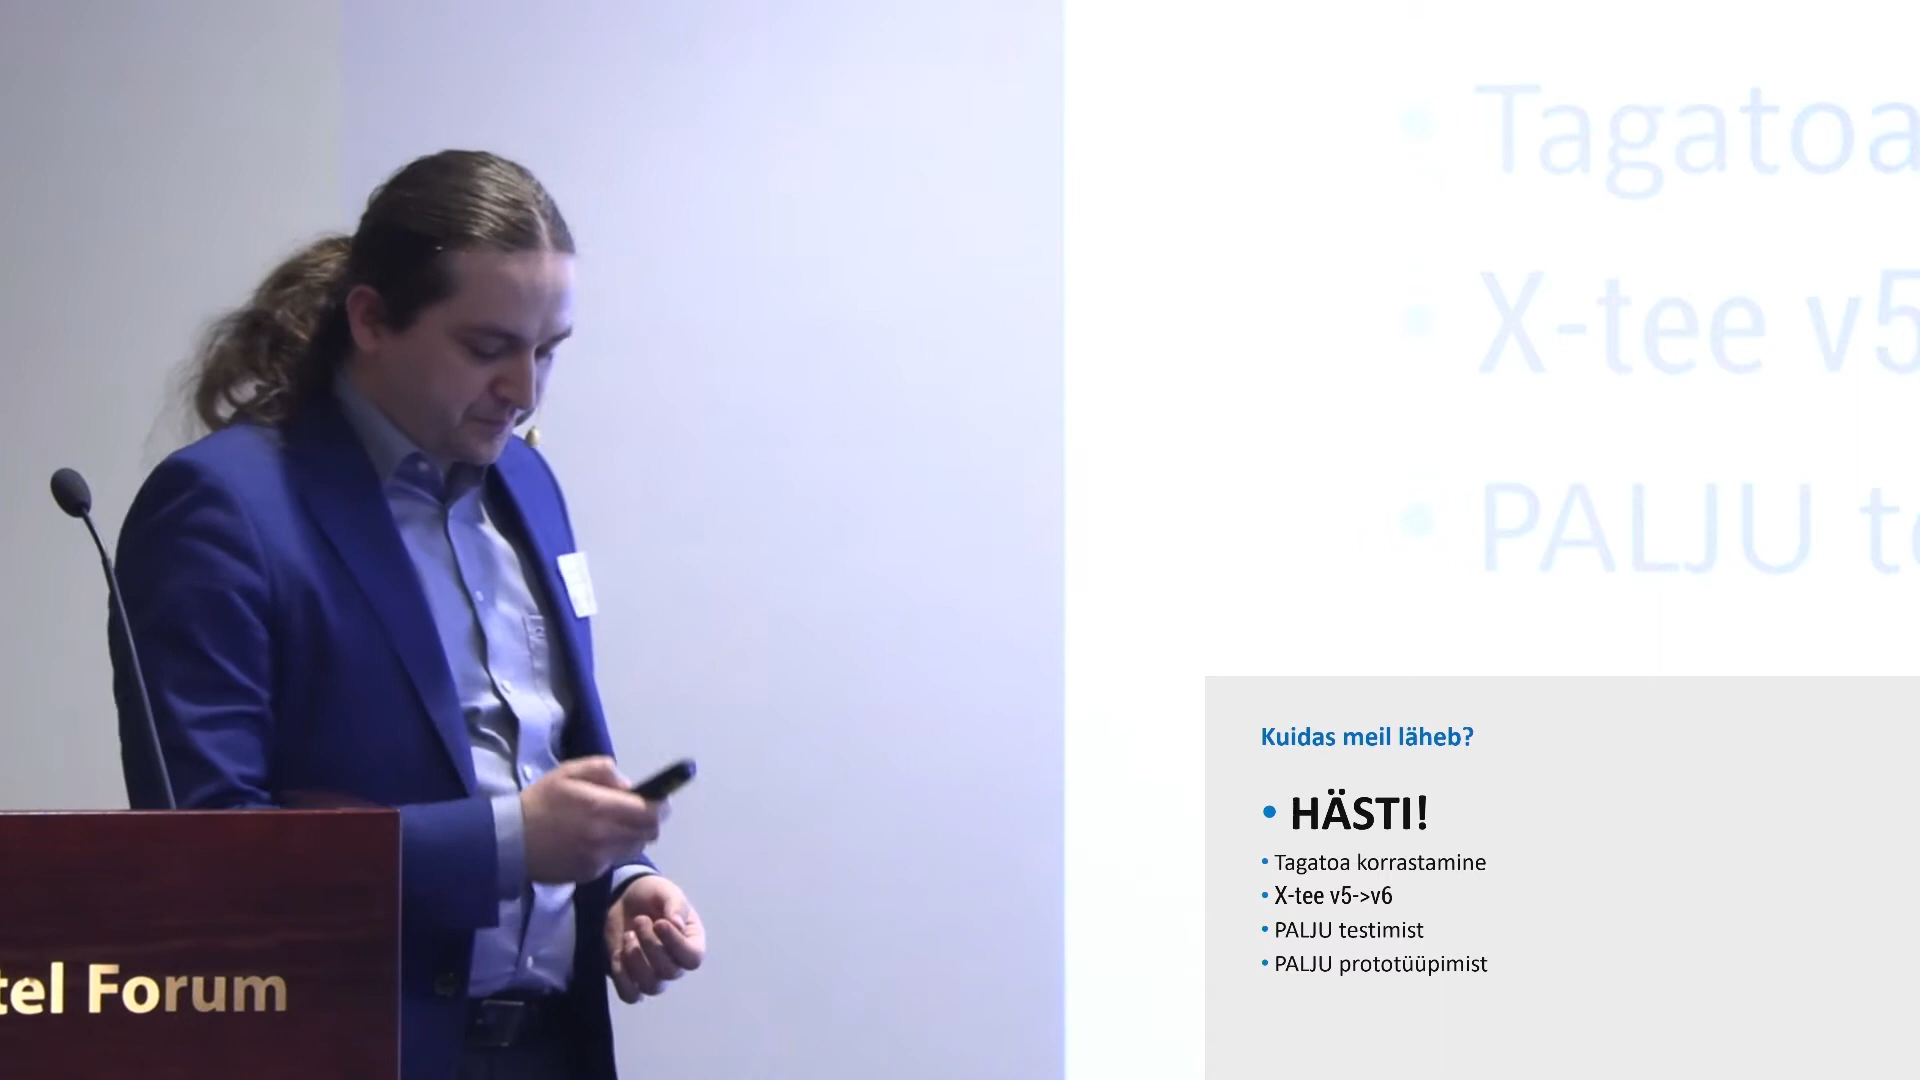 Tagatoa
• X-tee v5
• PALJU te
Kuidas meil läheb?
• HÄSTI!
• Tagatoa korrastamine
• X-tee v5->v6
• PALJU testimist
• PALJU prototüüpimist
tel Forum